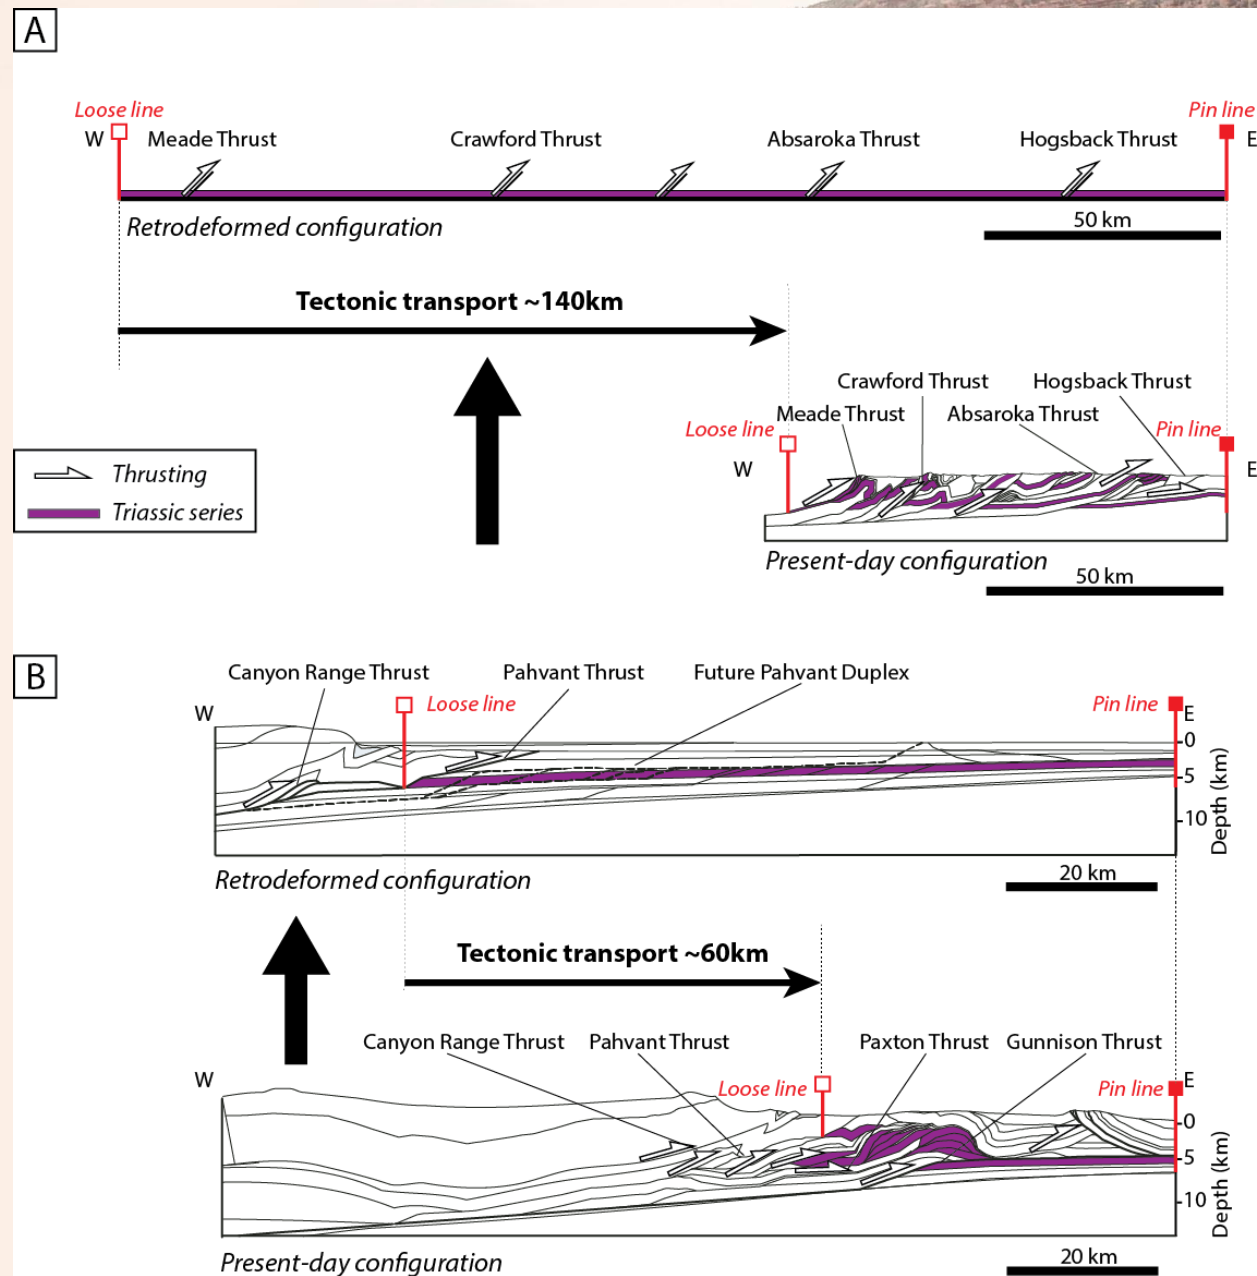 A
Loose line
Pin line
W
Meade Thrust
Crawford Thrust
Absaroka Thrust
Hogsback Thrust
E
Retrodeformed configuration
50 km
Tectonic transport ~140km
Crawford Thrust
Hogsback Thrust
Meade Thrust
Absaroka Thrust
Loose line
Pin line
W
E
Thrusting
Triassic series
Present-day configuration
50 km
B
Canyon Range Thrust
Pahvant Thrust
Future Pahvant Duplex
Loose line
Pin line
W
E
0
5
10
Depth (km)
Retrodeformed configuration
20 km
Tectonic transport ~60km
Canyon Range Thrust
Pahvant Thrust
Paxton Thrust
Gunnison Thrust
W
Loose line
Pin line
E
0
5
10
Depth (km)
Present-day configuration
20 km